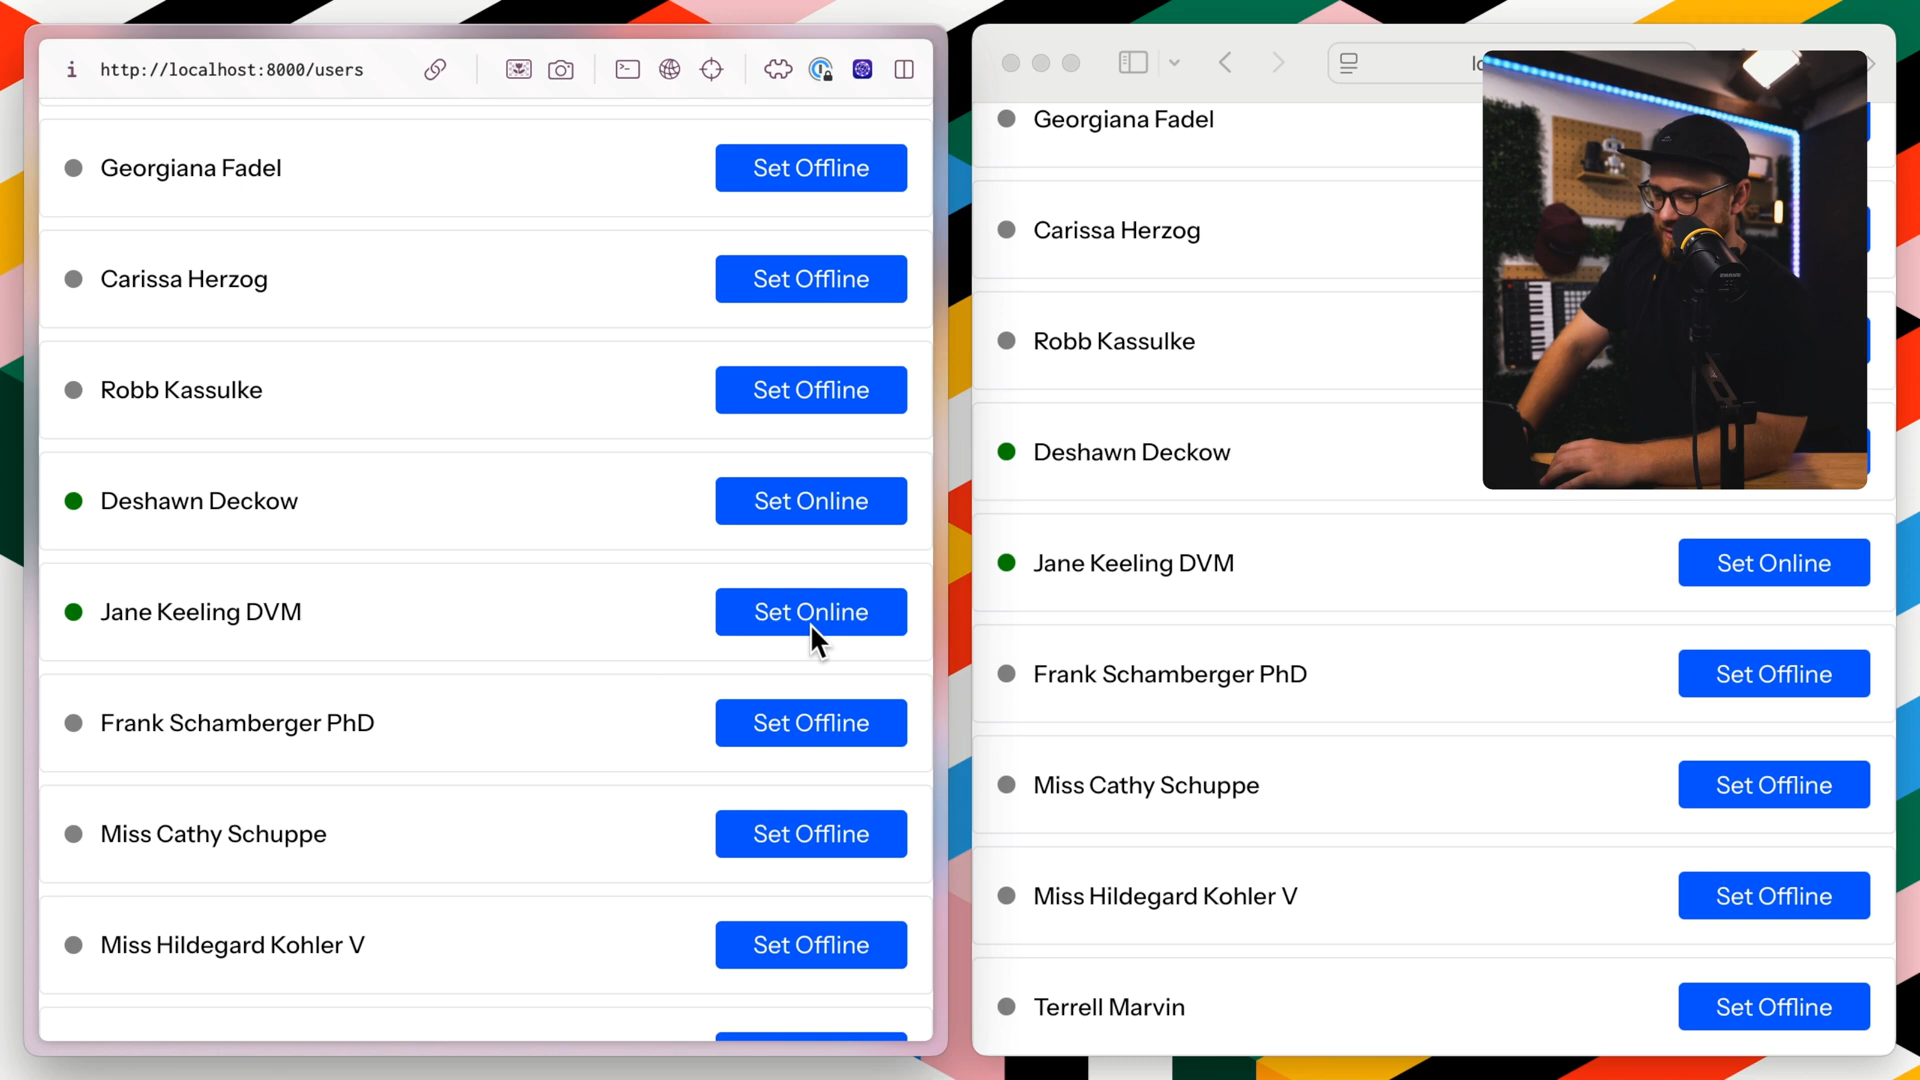 http://localhost:8000/users
Georgiana Fadel
Set Offline
Carissa Herzog
Set Offline
Robb Kassulke
Set Offline
Deshawn Deckow
Set Online
Jane Keeling DVM
Set Online
Frank Schamberger PhD
Set Offline
Miss Cathy Schuppe
Set Offline
Miss Hildegard Kohler V
Set Offline
Georgiana Fadel
Carissa Herzog
Robb Kassulke
Deshawn Deckow
Jane Keeling DVM
Set Online
Frank Schamberger PhD
Set Offline
Miss Cathy Schuppe
Set Offline
Miss Hildegard Kohler V
Set Offline
Terrell Marvin
Set Offline